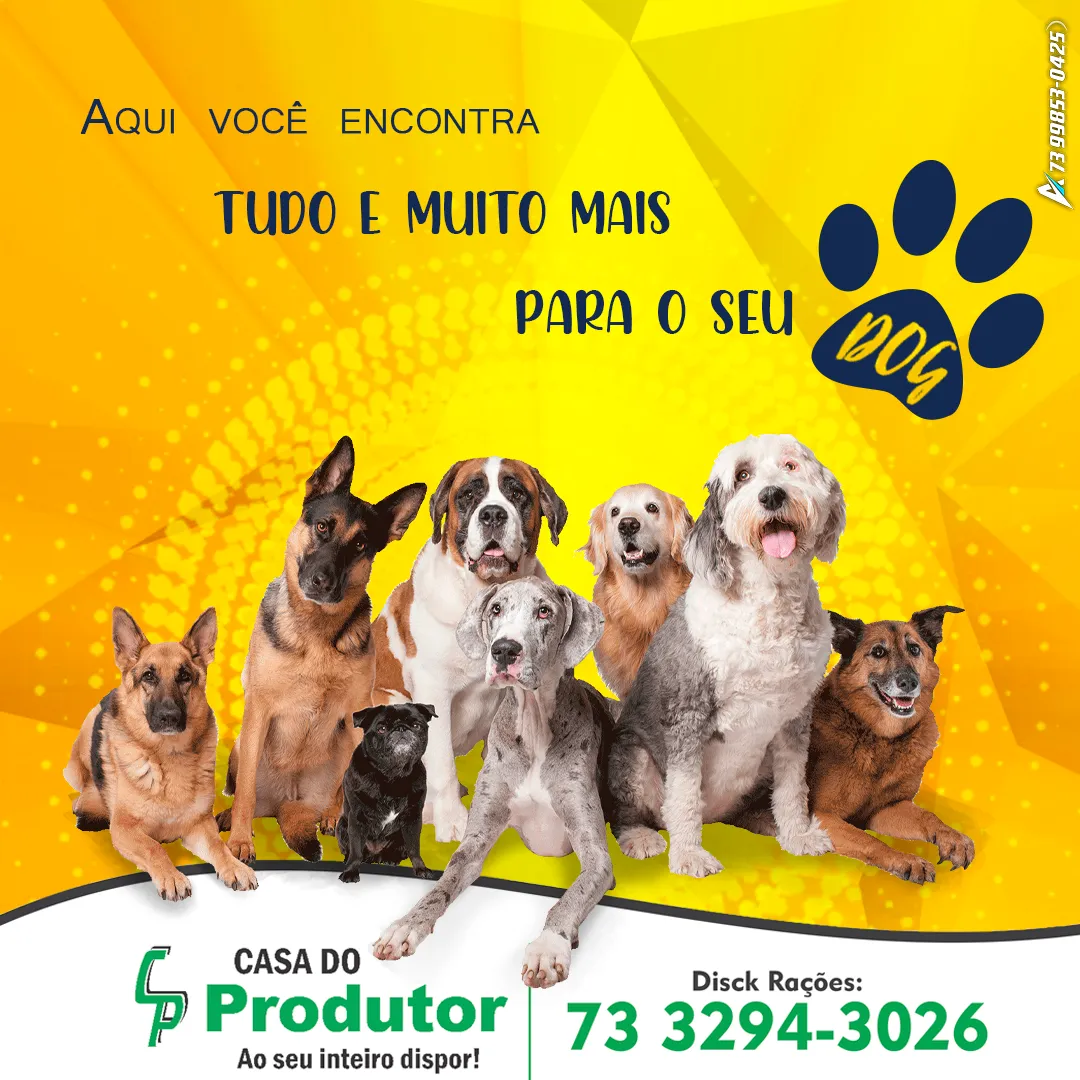 Aqui você encontra
TUDO E MUITO MAIS
PARA O SEU
DOG
73 99853-0425
CASA DO
Produtor
Ao seu inteiro dispor!
Disck Rações:
73 3294-3026